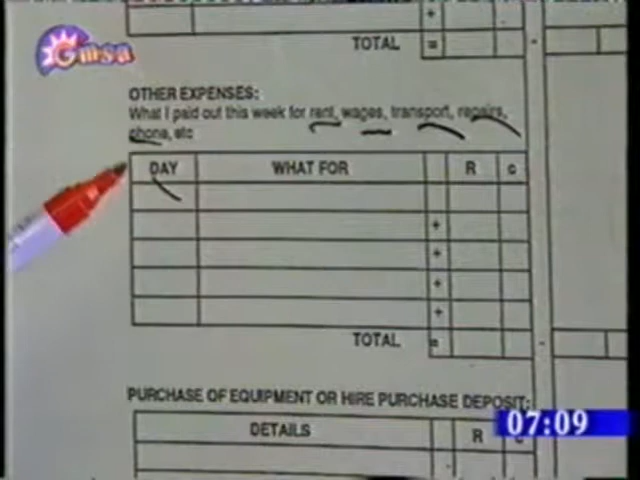 Gmsa
+
TOTAL =
OTHER EXPENSES:
What I paid out this week for rent, wages, transport, repairs,
phone, etc
DAY WHAT FOR R c
+
+
+
+
TOTAL =
PURCHASE OF EQUIPMENT OR HIRE PURCHASE DEPOSIT:
DETAILS R c
07:09